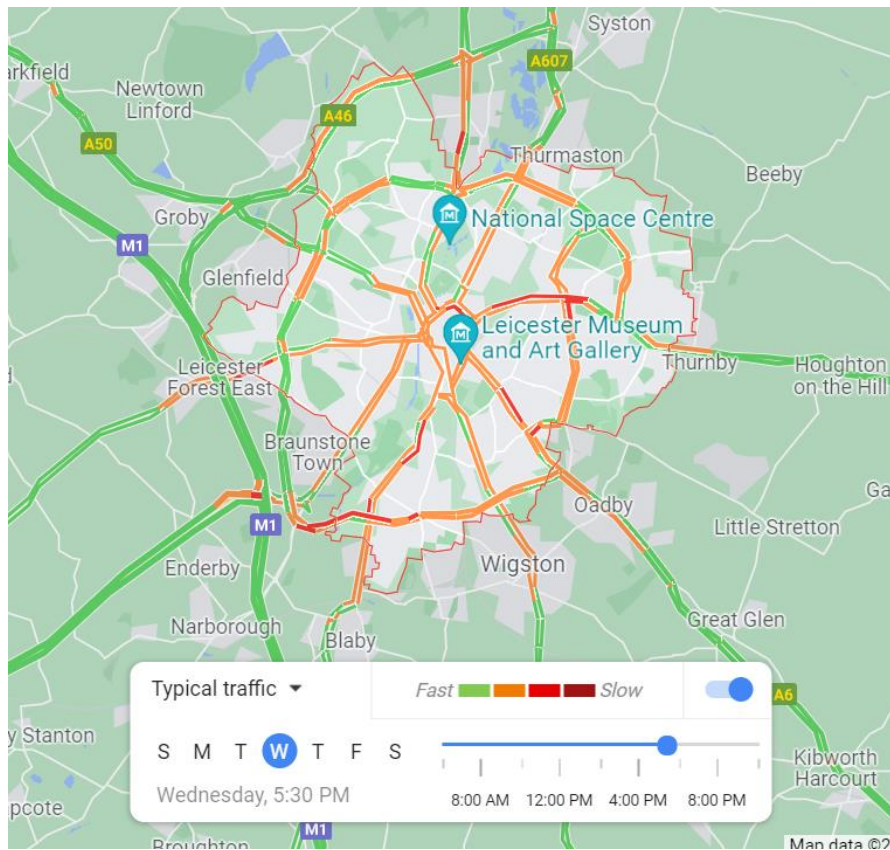 Syston
A607
arkfield
Newtown
Linford
A46
A50
Thurmaston
Beeby
Groby
National Space Centre
M1
Glenfield
Leicester Museum
and Art Gallery
Leicester
Forest East
Thurnby
Houghton
on the Hill
Braunstone
Town
Oadby
Ga
M1
Little Stretton
Enderby
Wigston
Narborough
Great Glen
Blaby
Typical traffic
Fast
Slow
A6
y Stanton
S M T W T F S
Kibworth
Harcourt
Wednesday, 5:30 PM
8:00 AM 12:00 PM 4:00 PM 8:00 PM
pcote
M1
Broughton
Map data ©2